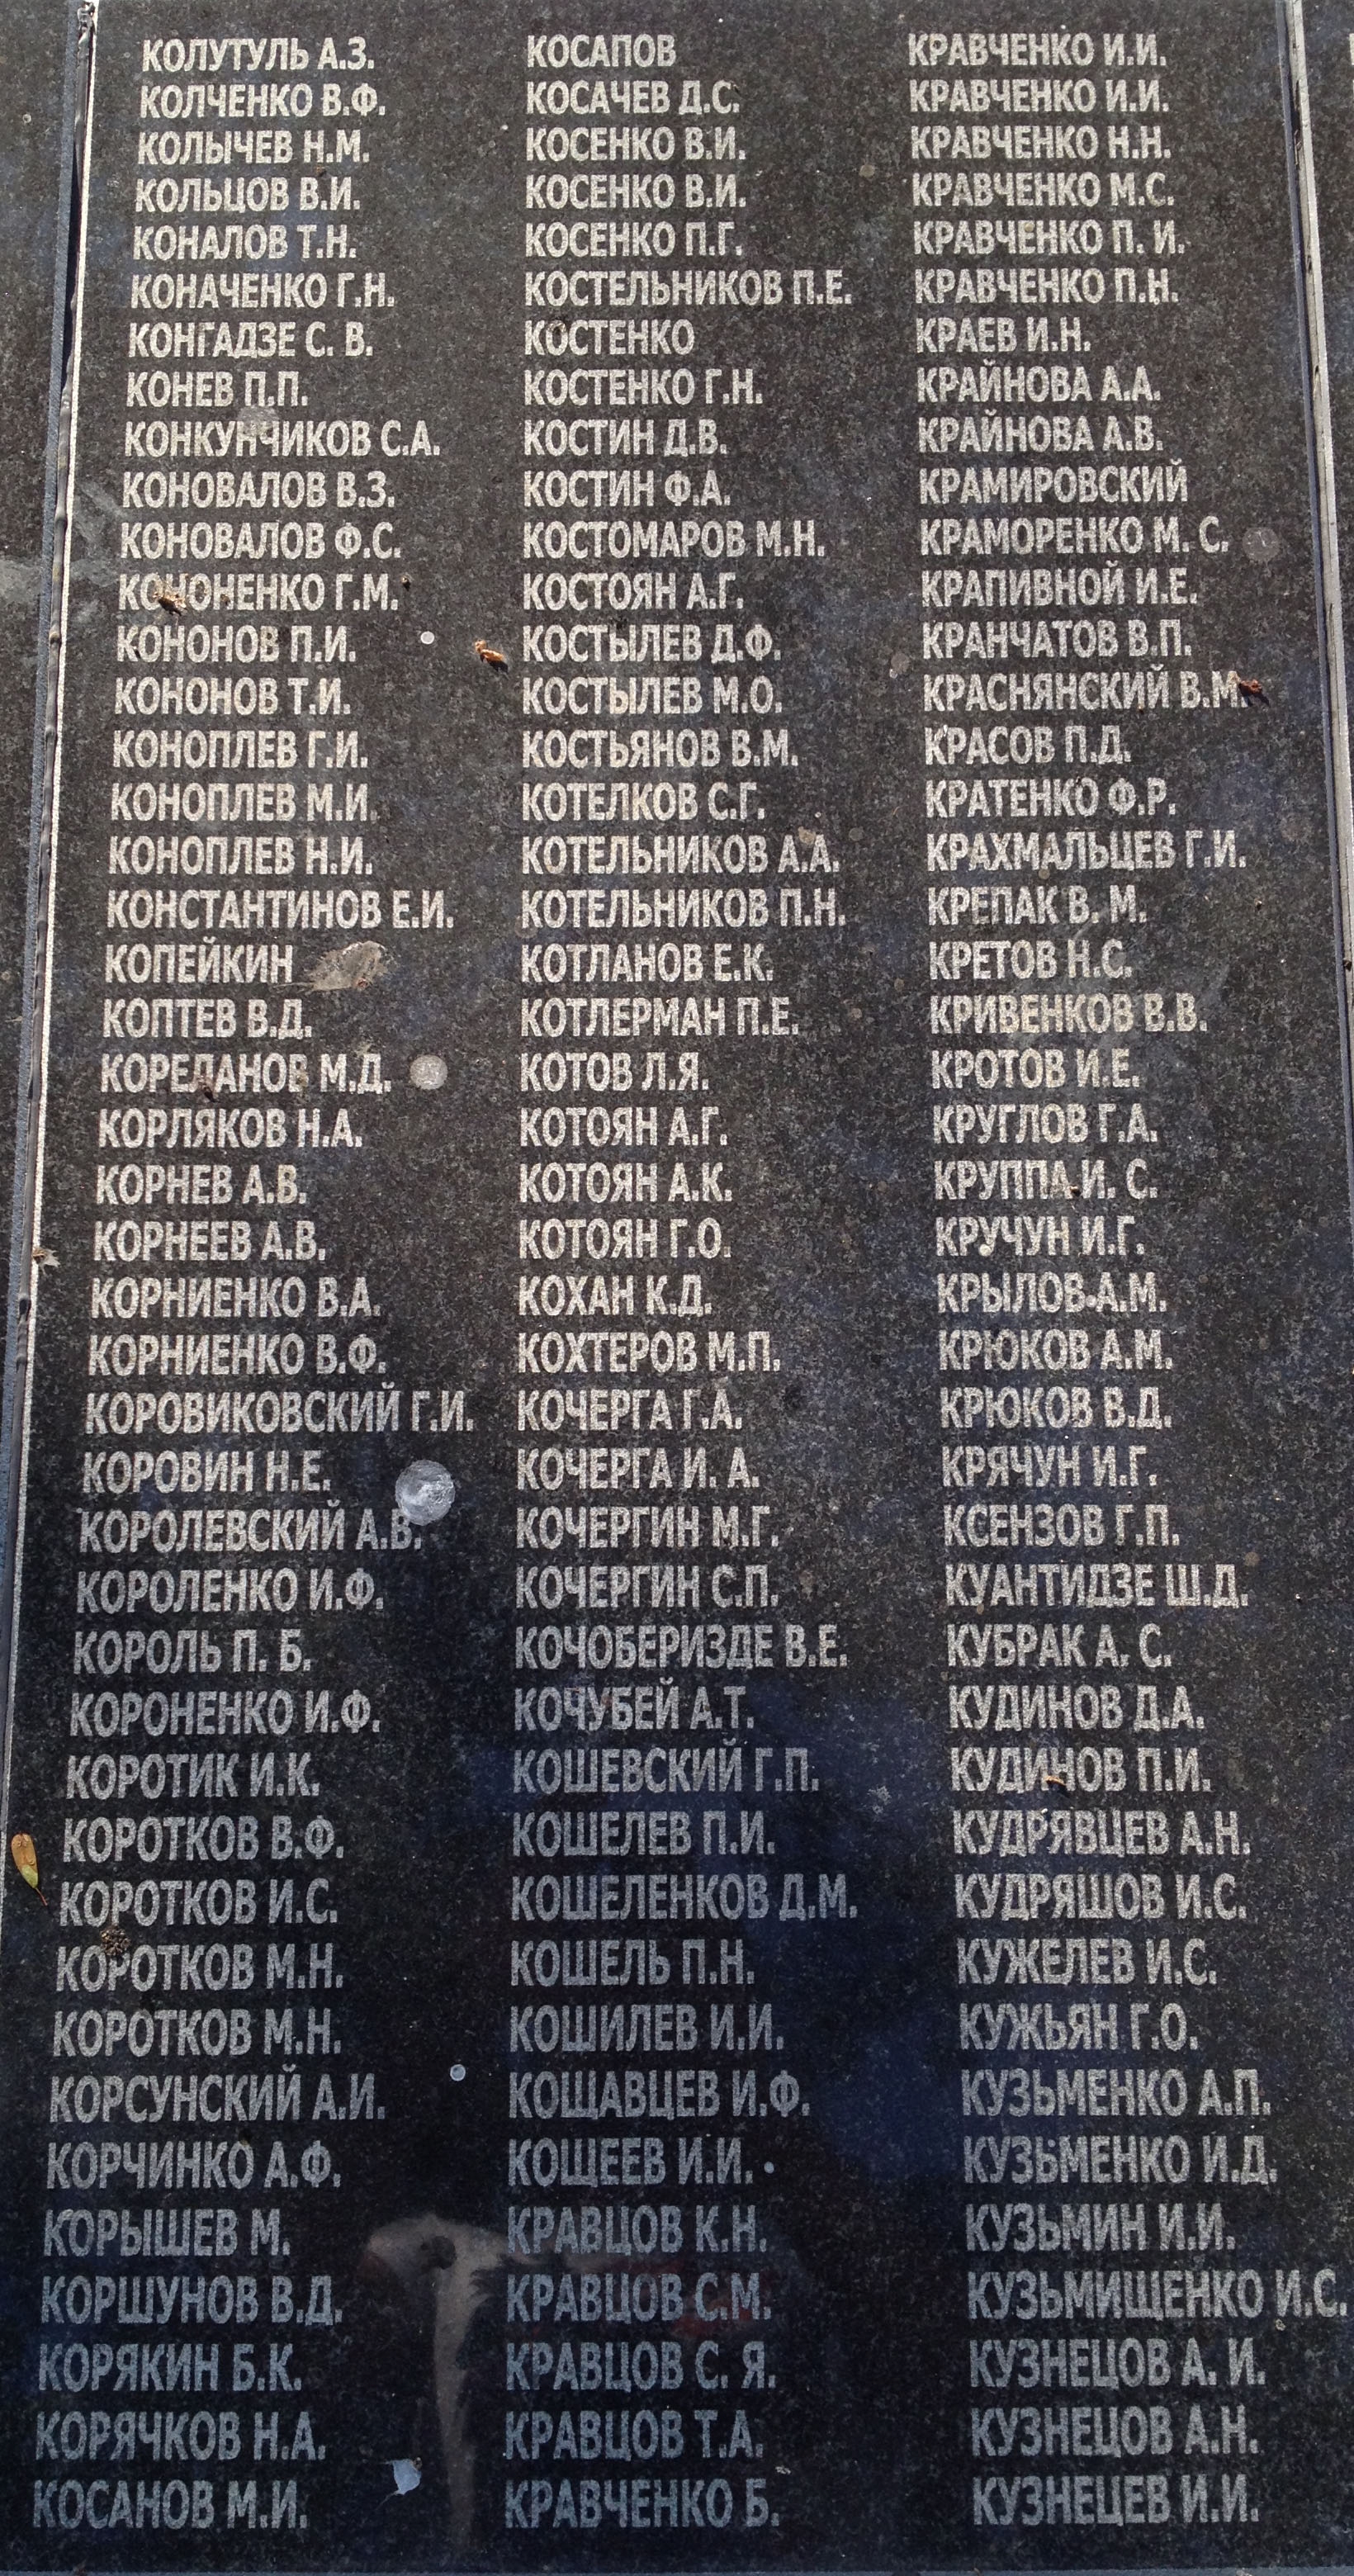 КОЛУТУЛЬ А.З.
КОЛЧЕНКО В.Ф.
КОЛЫЧЕВ Н.М.
КОЛЬЦОВ В.И.
КОНАЛОВ Т.Н.
КОНАЧЕНКО Г.Н.
КОНГАДЗЕ С. В.
КОНЕВ П.П.
КОНКУНЧИКОВ С.А.
КОНОВАЛОВ В.З.
КОНОВАЛОВ Ф.С.
КОНОНЕНКО Г.М.
КОНОНОВ П.И.
КОНОНОВ Т.И.
КОНОПЛЕВ Г.И.
КОНОПЛЕВ М.И.
КОНОПЛЕВ Н.И.
КОНСТАНТИНОВ Е.И.
КОПЕЙКИН
КОПТЕВ В.Д.
КОРЕЛАНОВ М.Д.
КОРЛЯКОВ Н.А.
КОРНЕВ А.В.
КОРНЕЕВ А.В.
КОРНИЕНКО В.А.
КОРНИЕНКО В.Ф.
КОРОВИКОВСКИЙ Г.И.
КОРОВИН Н.Е.
КОРОЛЕВСКИЙ А.В.
КОРОЛЕНКО И.Ф.
КОРОЛЬ П. Б.
КОРОНЕНКО И.Ф.
КОРОТИК И.К.
КОРОТКОВ В.Ф.
КОРОТКОВ И.С.
КОРОТКОВ М.Н.
КОРОТКОВ М.Н.
КОРСУНСКИЙ А.И.
КОРЧИНКО А.Ф.
КОРЫШЕВ М.
КОРШУНОВ В.Д.
КОРЯКИН Б.К.
КОРЯЧКОВ Н.А.
КОСАНОВ М.И.
КОСАПОВ
КОСАЧЕВ Д.С.
КОСЕНКО В.И.
КОСЕНКО В.И.
КОСЕНКО П.Г.
КОСТЕЛЬНИКОВ П.Е.
КОСТЕНКО
КОСТЕНКО Г.Н.
КОСТИН Д.В.
КОСТИН Ф.А.
КОСТОМАРОВ М.Н.
КОСТОЯН А.Г.
КОСТЫЛЕВ Д.Ф.
КОСТЫЛЕВ М.О.
КОСТЬЯНОВ В.М.
КОТЕЛКОВ С.Г.
КОТЕЛЬНИКОВ А.А.
КОТЕЛЬНИКОВ П.Н.
КОТЛАНОВ Е.К.
КОТЛЕРМАН П.Е.
КОТОВ Л.Я.
КОТОЯН А.Г.
КОТОЯН А.К.
КОТОЯН Г.О.
КОХАН К.Д.
КОХТЕРОВ М.П.
КОЧЕРГА Г.А.
КОЧЕРГА И. А.
КОЧЕРГИН М.Г.
КОЧЕРГИН С.П.
КОЧОБЕРИЗДЕ В.Е.
КОЧУБЕЙ А.Т.
КОШЕВСКИЙ Г.П.
КОШЕЛЕВ П.И.
КОШЕЛЕНКОВ Д.М.
КОШЕЛЬ П.Н.
КОШИЛЕВ И.И.
КОЩАВЦЕВ И.Ф.
КОЩЕЕВ И.И.
КРАВЦОВ К.Н.
КРАВЦОВ С.М.
КРАВЦОВ С. Я.
КРАВЦОВ Т.А.
КРАВЧЕНКО Б.
КРАВЧЕНКО И.И.
КРАВЧЕНКО И.И.
КРАВЧЕНКО Н.Н.
КРАВЧЕНКО М.С.
КРАВЧЕНКО П. И.
КРАВЧЕНКО П.Н.
КРАЕВ И.Н.
КРАЙНОВА А.А.
КРАЙНОВА А.В.
КРАМИРОВСКИЙ
КРАМОРЕНКО М. С.
КРАПИВНОЙ И.Е.
КРАНЧАТОВ В.П.
КРАСНЯНСКИЙ В.М.
КРАСОВ П.Д.
КРАТЕНКО Ф.Р.
КРАХМАЛЬЦЕВ Г.И.
КРЕПАК В. М.
КРЕТОВ Н.С.
КРИВЕНКОВ В.В.
КРОТОВ И.Е.
КРУГЛОВ Г.А.
КРУППА И. С.
КРУЧУН И.Г.
КРЫЛОВ А.М.
КРЮКОВ А.М.
КРЮКОВ В.Д.
КРЯЧУН И.Г.
КСЕНЗОВ Г.П.
КУАНТИДЗЕ Ш.Д.
КУБРАК А. С.
КУДИНОВ Д.А.
КУДИНОВ П.И.
КУДРЯВЦЕВ А.Н.
КУДРЯШОВ И.С.
КУЖЕЛЕВ И.С.
КУЖЬЯН Г.О.
КУЗЬМЕНКО А.П.
КУЗЬМЕНКО И.Д.
КУЗЬМИН И.И.
КУЗЬМИЩЕНКО И.С.
КУЗНЕЦОВ А. И.
КУЗНЕЦОВ А.Н.
КУЗНЕЦЕВ И.И.